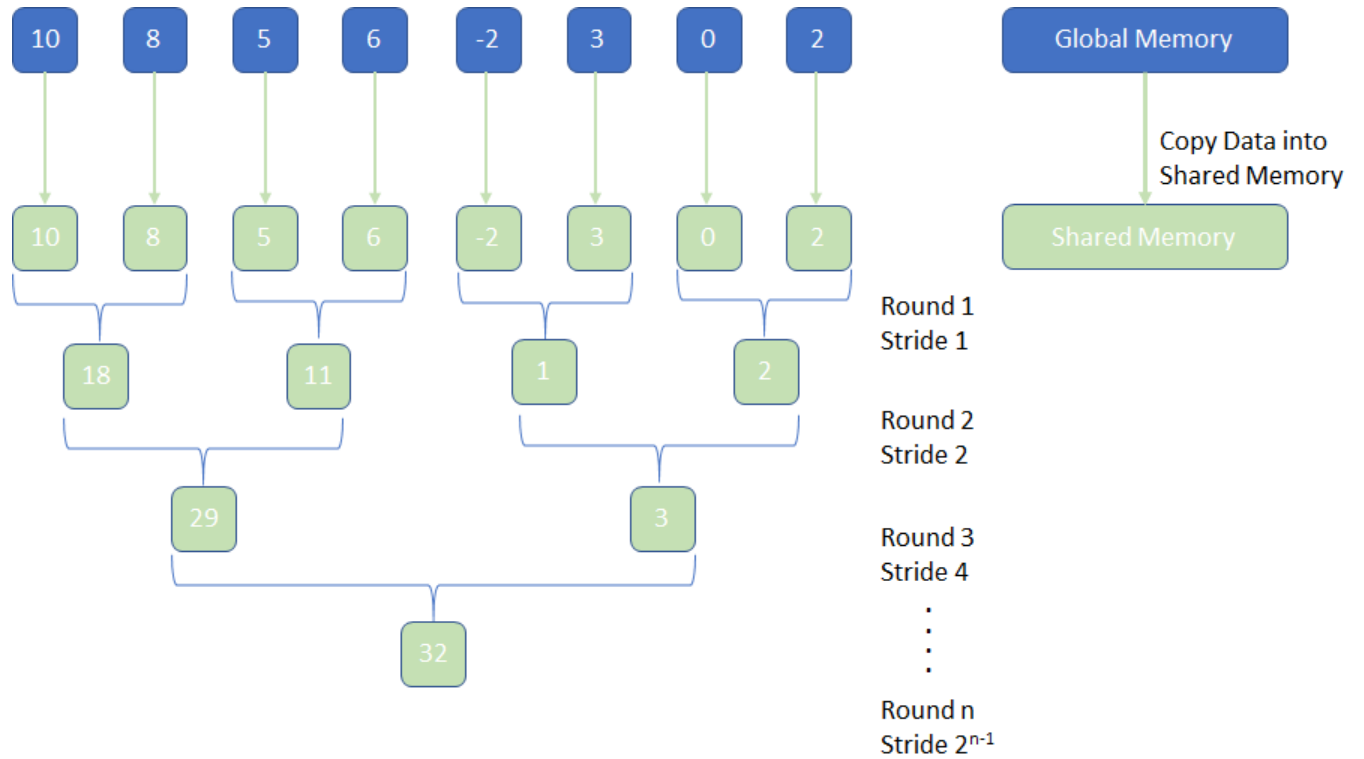 10 8 5 6 -2 3 0 2 Global Memory
Copy Data into
Shared Memory
10 8 5 6 -2 3 0 2 Shared Memory
Round 1
Stride 1
18 11 1 2
Round 2
Stride 2
29 3
Round 3
Stride 4
.
.
.
.
32
Round n
Stride 2ⁿ⁻¹